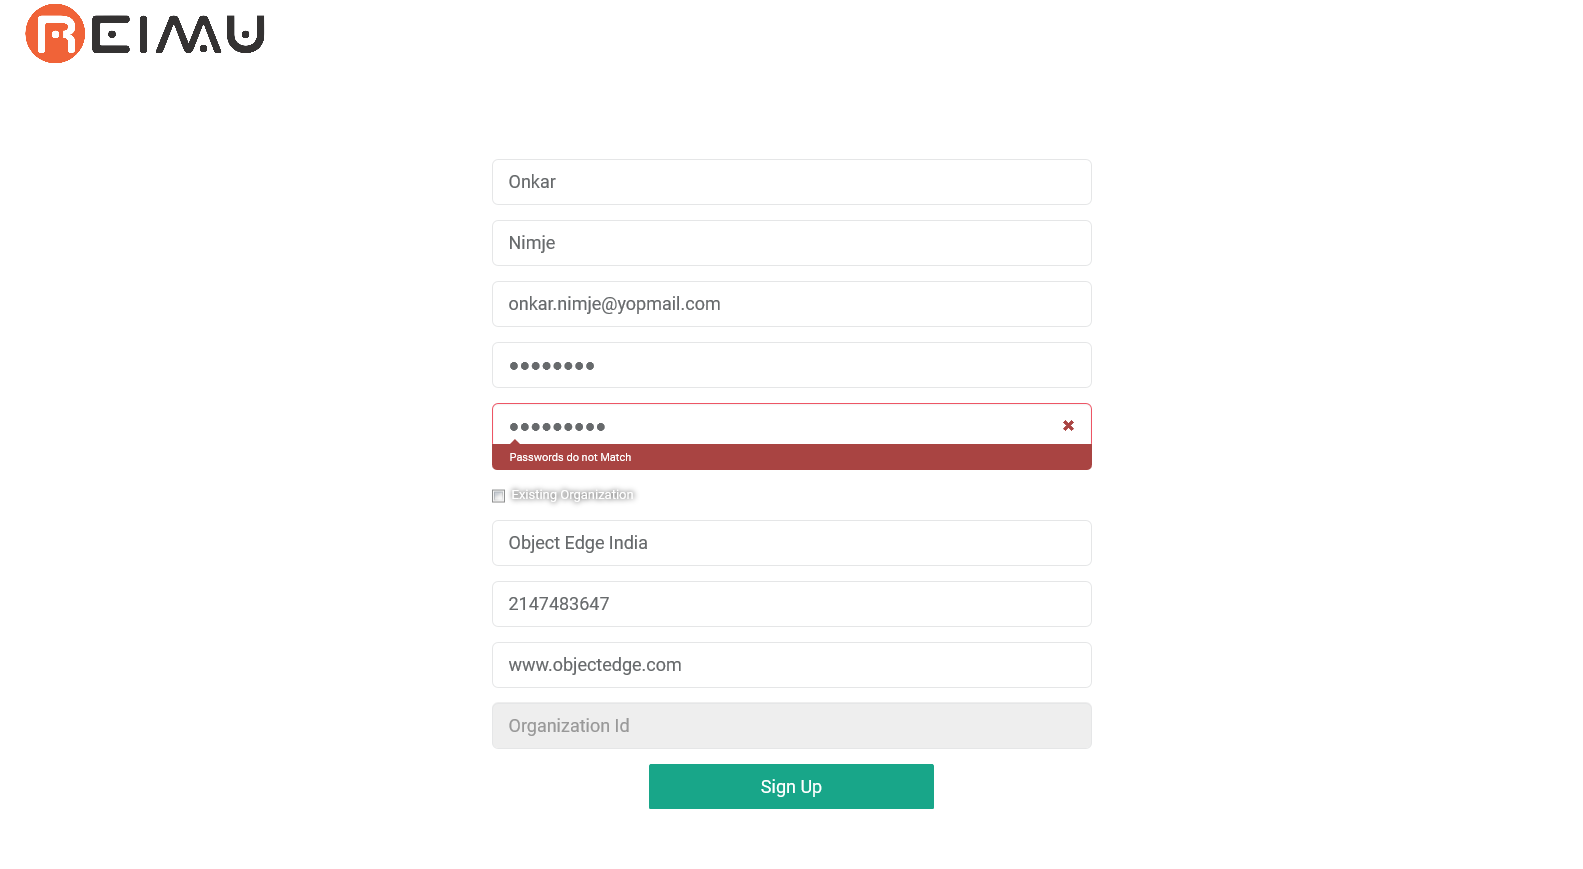 REIMU
Onkar
Nimje
onkar.nimje@yopmail.com
●●●●●●●●
●●●●●●●●●
Passwords do not Match
Existing Organization
Object Edge India
2147483647
www.objectedge.com
Organization Id
Sign Up